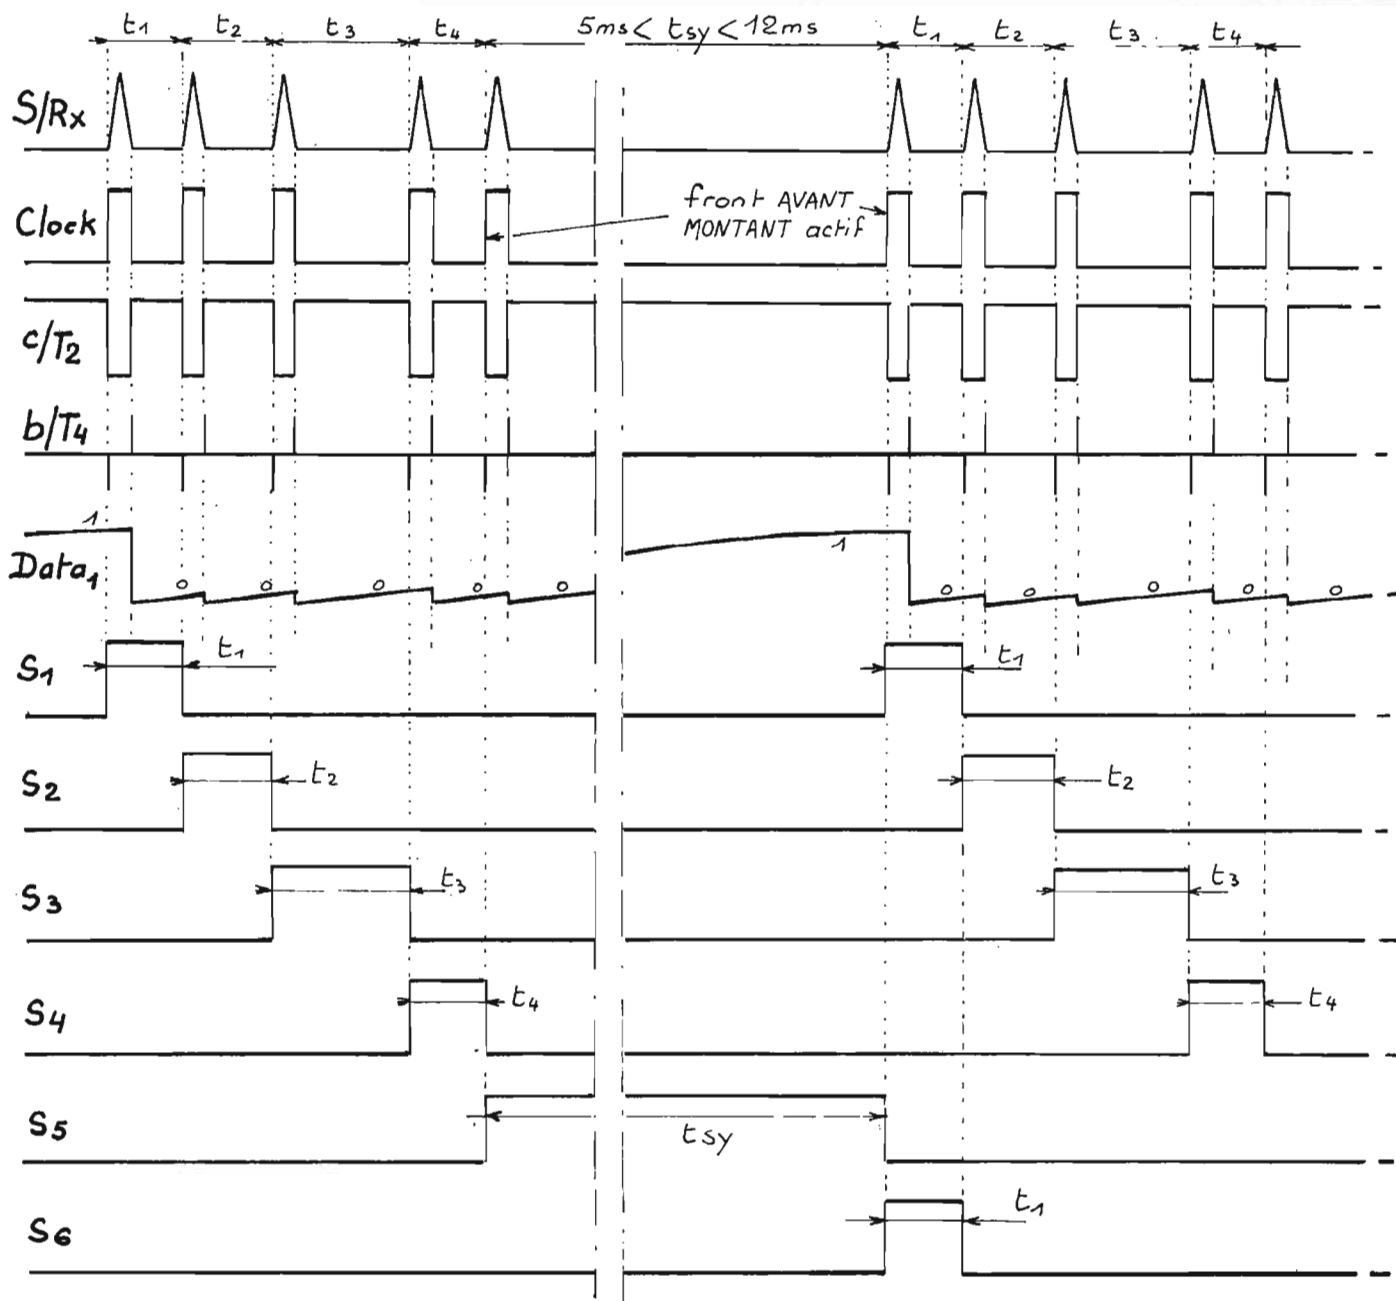 t1 t2 t3 t4 5ms < tsy < 12ms t1 t2 t3 t4
S/Rx
Clock
front AVANT
MONTANT actif
c/T2
b/T4
1 1
Data1
0 0 0 0 0 0 0 0 0 0
S1 t1 t1
S2 t2 t2
S3 t3 t3
S4 t4 t4
S5 tsy
S6 t1